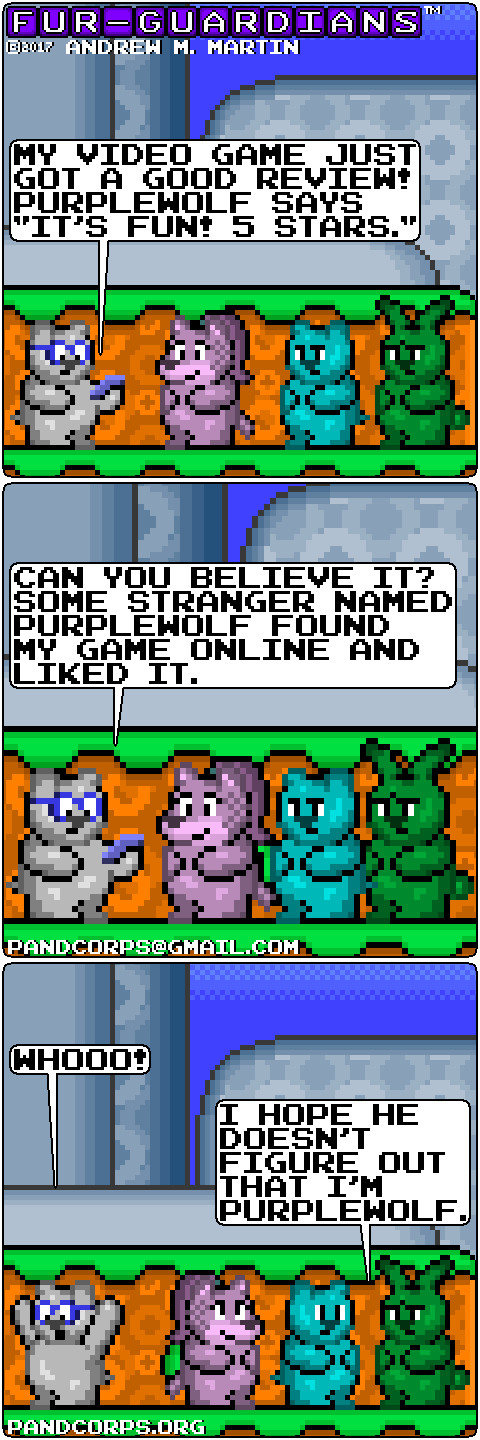 FUR-GUARDIANS™
©2017 ANDREW M. MARTIN
MY VIDEO GAME JUST
GOT A GOOD REVIEW!
PURPLEWOLF SAYS
"IT'S FUN! 5 STARS."
CAN YOU BELIEVE IT?
SOME STRANGER NAMED
PURPLEWOLF FOUND
MY GAME ONLINE AND
LIKED IT.
PANDCORPS@GMAIL.COM
WHOOO!
I HOPE HE
DOESN'T
FIGURE OUT
THAT I'M
PURPLEWOLF.
PANDCORPS.ORG